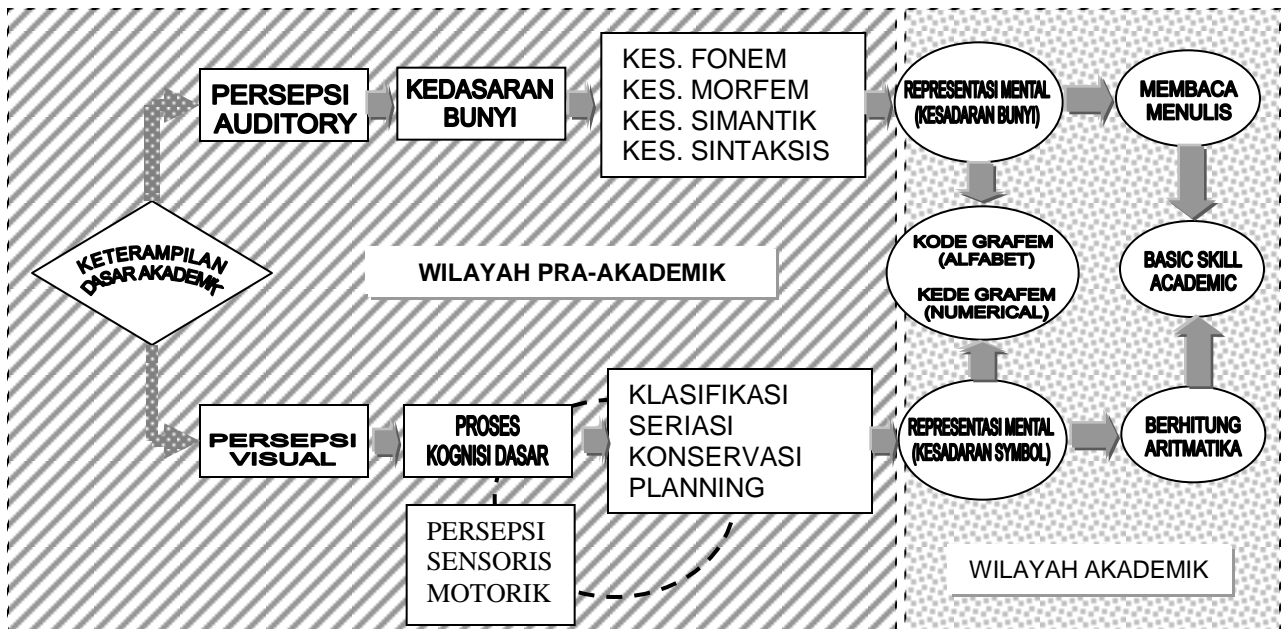 PERSEPSI
AUDITORY
KEDASARAN
BUNYI
KES. FONEM
KES. MORFEM
KES. SIMANTIK
KES. SINTAKSIS
REPRESENTASI MENTAL
(KESADARAN BUNYI)
MEMBACA
MENULIS
KETERAMPILAN
DASAR AKADEMIK
WILAYAH PRA-AKADEMIK
KODE GRAFEM
(ALFABET)
KEDE GRAFEM
(NUMERICAL)
BASIC SKILL
ACADEMIC
PERSEPSI
VISUAL
PROSES
KOGNISI DASAR
KLASIFIKASI
SERIASI
KONSERVASI
PLANNING
REPRESENTASI MENTAL
(KESADARAN SYMBOL)
BERHITUNG
ARITMATIKA
PERSEPSI
SENSORIS
MOTORIK
WILAYAH AKADEMIK